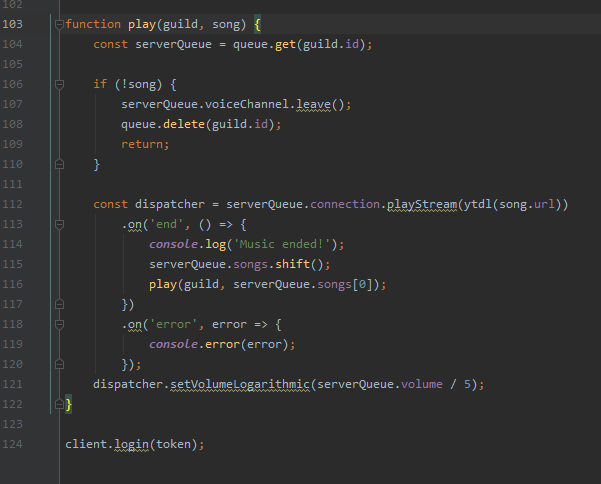 102
103 function play(guild, song) {
104 const serverQueue = queue.get(guild.id);
105
106 if (!song) {
107 serverQueue.voiceChannel.leave();
108 queue.delete(guild.id);
109 return;
110 }
111
112 const dispatcher = serverQueue.connection.playStream(ytdl(song.url))
113 .on('end', () => {
114 console.log('Music ended!');
115 serverQueue.songs.shift();
116 play(guild, serverQueue.songs[0]);
117 })
118 .on('error', error => {
119 console.error(error);
120 });
121 dispatcher.setVolumeLogarithmic(serverQueue.volume / 5);
122 }
123
124 client.login(token);